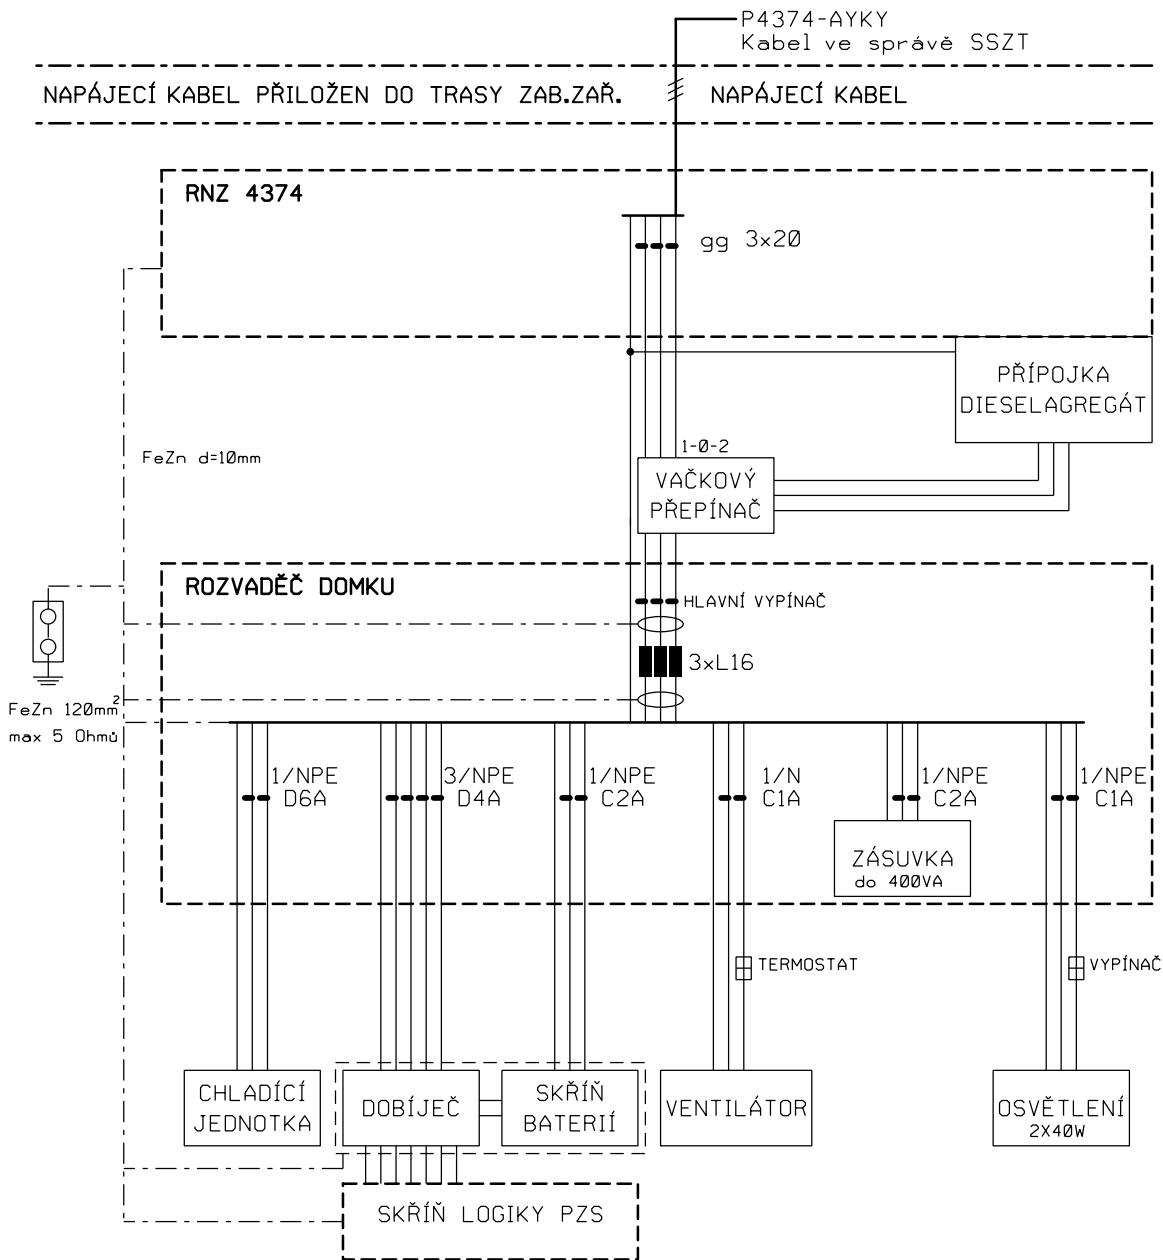 P4374-AYKY
Kabel ve správě SSZT
NAPÁJECÍ KABEL PŘILOŽEN DO TRASY ZAB.ZAŘ.
NAPÁJECÍ KABEL
RNZ 4374
gg 3x20
PŘÍPOJKA
DIESELAGREGÁT
1-0-2
FeZn d=10mm
VAČKOVÝ
PŘEPÍNAČ
ROZVADĚČ DOMKU
HLAVNÍ VYPÍNAČ
3xL16
FeZn 120mm²
max 5 Ohmů
1/NPE
D6A
3/NPE
D4A
1/NPE
C2A
1/N
C1A
1/NPE
C2A
1/NPE
C1A
ZÁSUVKA
do 400VA
TERMOSTAT
VYPÍNAČ
CHLADÍCÍ
JEDNOTKA
DOBÍJEČ
SKŘÍŇ
BATERIÍ
VENTILÁTOR
OSVĚTLENÍ
2X40W
SKŘÍŇ LOGIKY PZS